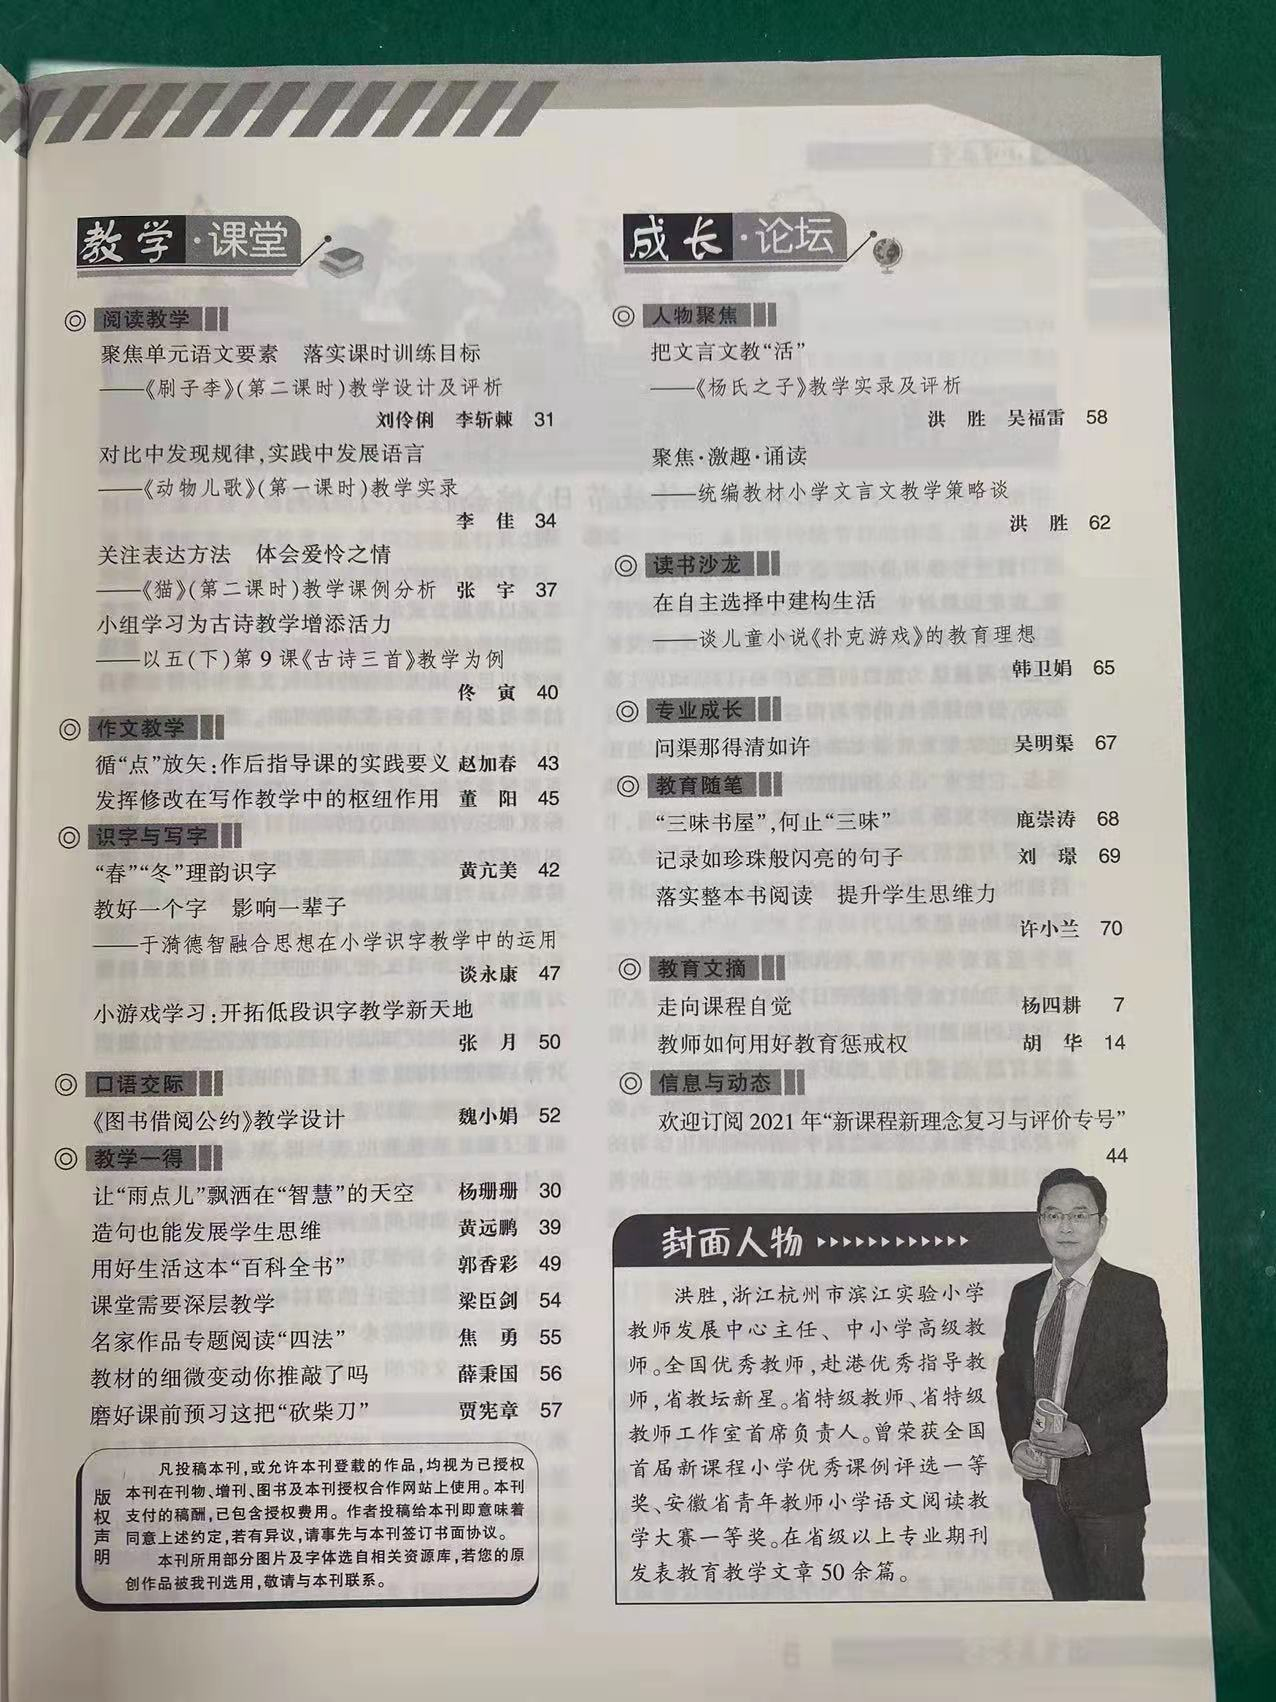 教学·课堂
◎ 阅读教学
聚焦单元语文要素　落实课时训练目标
——《刷子李》(第二课时)教学设计及评析
刘伶俐　李斩棘　31
对比中发现规律,实践中发展语言
——《动物儿歌》(第一课时)教学实录
李　佳　34
关注表达方法　体会爱怜之情
——《猫》(第二课时)教学课例分析　张　宇　37
小组学习为古诗教学增添活力
——以五(下)第9课《古诗三首》教学为例
佟　寅　40
◎ 作文教学
循“点”放矢:作后指导课的实践要义　赵加春　43
发挥修改在写作教学中的枢纽作用　董　阳　45
◎ 识字与写字
“春”“冬”理韵识字　黄亢美　42
教好一个字　影响一辈子
——于漪德智融合思想在小学识字教学中的运用
谈永康　47
小游戏学习:开拓低段识字教学新天地
张　月　50
◎ 口语交际
《图书借阅公约》教学设计　魏小娟　52
◎ 教学一得
让“雨点儿”飘洒在“智慧”的天空　杨珊珊　30
造句也能发展学生思维　黄远鹏　39
用好生活这本“百科全书”　郭香彩　49
课堂需要深层教学　梁臣剑　54
名家作品专题阅读“四法”　焦　勇　55
教材的细微变动你推敲了吗　薛秉国　56
磨好课前预习这把“砍柴刀”　贾宪章　57
版权声明
凡投稿本刊,或允许本刊登载的作品,均视为已授权
本刊在刊物、增刊、图书及本刊授权合作网站上使用。本刊
支付的稿酬,已包含授权费用。作者投稿给本刊即意味着
同意上述约定,若有异议,请事先与本刊签订书面协议。
本刊所用部分图片及字体选自相关资源库,若您的原
创作品被我刊选用,敬请与本刊联系。
成长·论坛
◎ 人物聚焦
把文言文教“活”
——《杨氏之子》教学实录及评析
洪　胜　吴福雷　58
聚焦·激趣·诵读
——统编教材小学文言文教学策略谈
洪　胜　62
◎ 读书沙龙
在自主选择中建构生活
——谈儿童小说《扑克游戏》的教育理想
韩卫娟　65
◎ 专业成长
问渠那得清如许　吴明渠　67
◎ 教育随笔
“三味书屋”,何止“三味”　鹿崇涛　68
记录如珍珠般闪亮的句子　刘　璟　69
落实整本书阅读　提升学生思维力
许小兰　70
◎ 教育文摘
走向课程自觉　杨四耕　7
教师如何用好教育惩戒权　胡　华　14
◎ 信息与动态
欢迎订阅2021年“新课程新理念复习与评价专号”
44
封面人物
洪胜,浙江杭州市滨江实验小学
教师发展中心主任、中小学高级教
师。全国优秀教师,赴港优秀指导教
师,省教坛新星。省特级教师、省特级
教师工作室首席负责人。曾荣获全国
首届新课程小学优秀课例评选一等
奖、安徽省青年教师小学语文阅读教
学大赛一等奖。在省级以上专业期刊
发表教育教学文章50余篇。